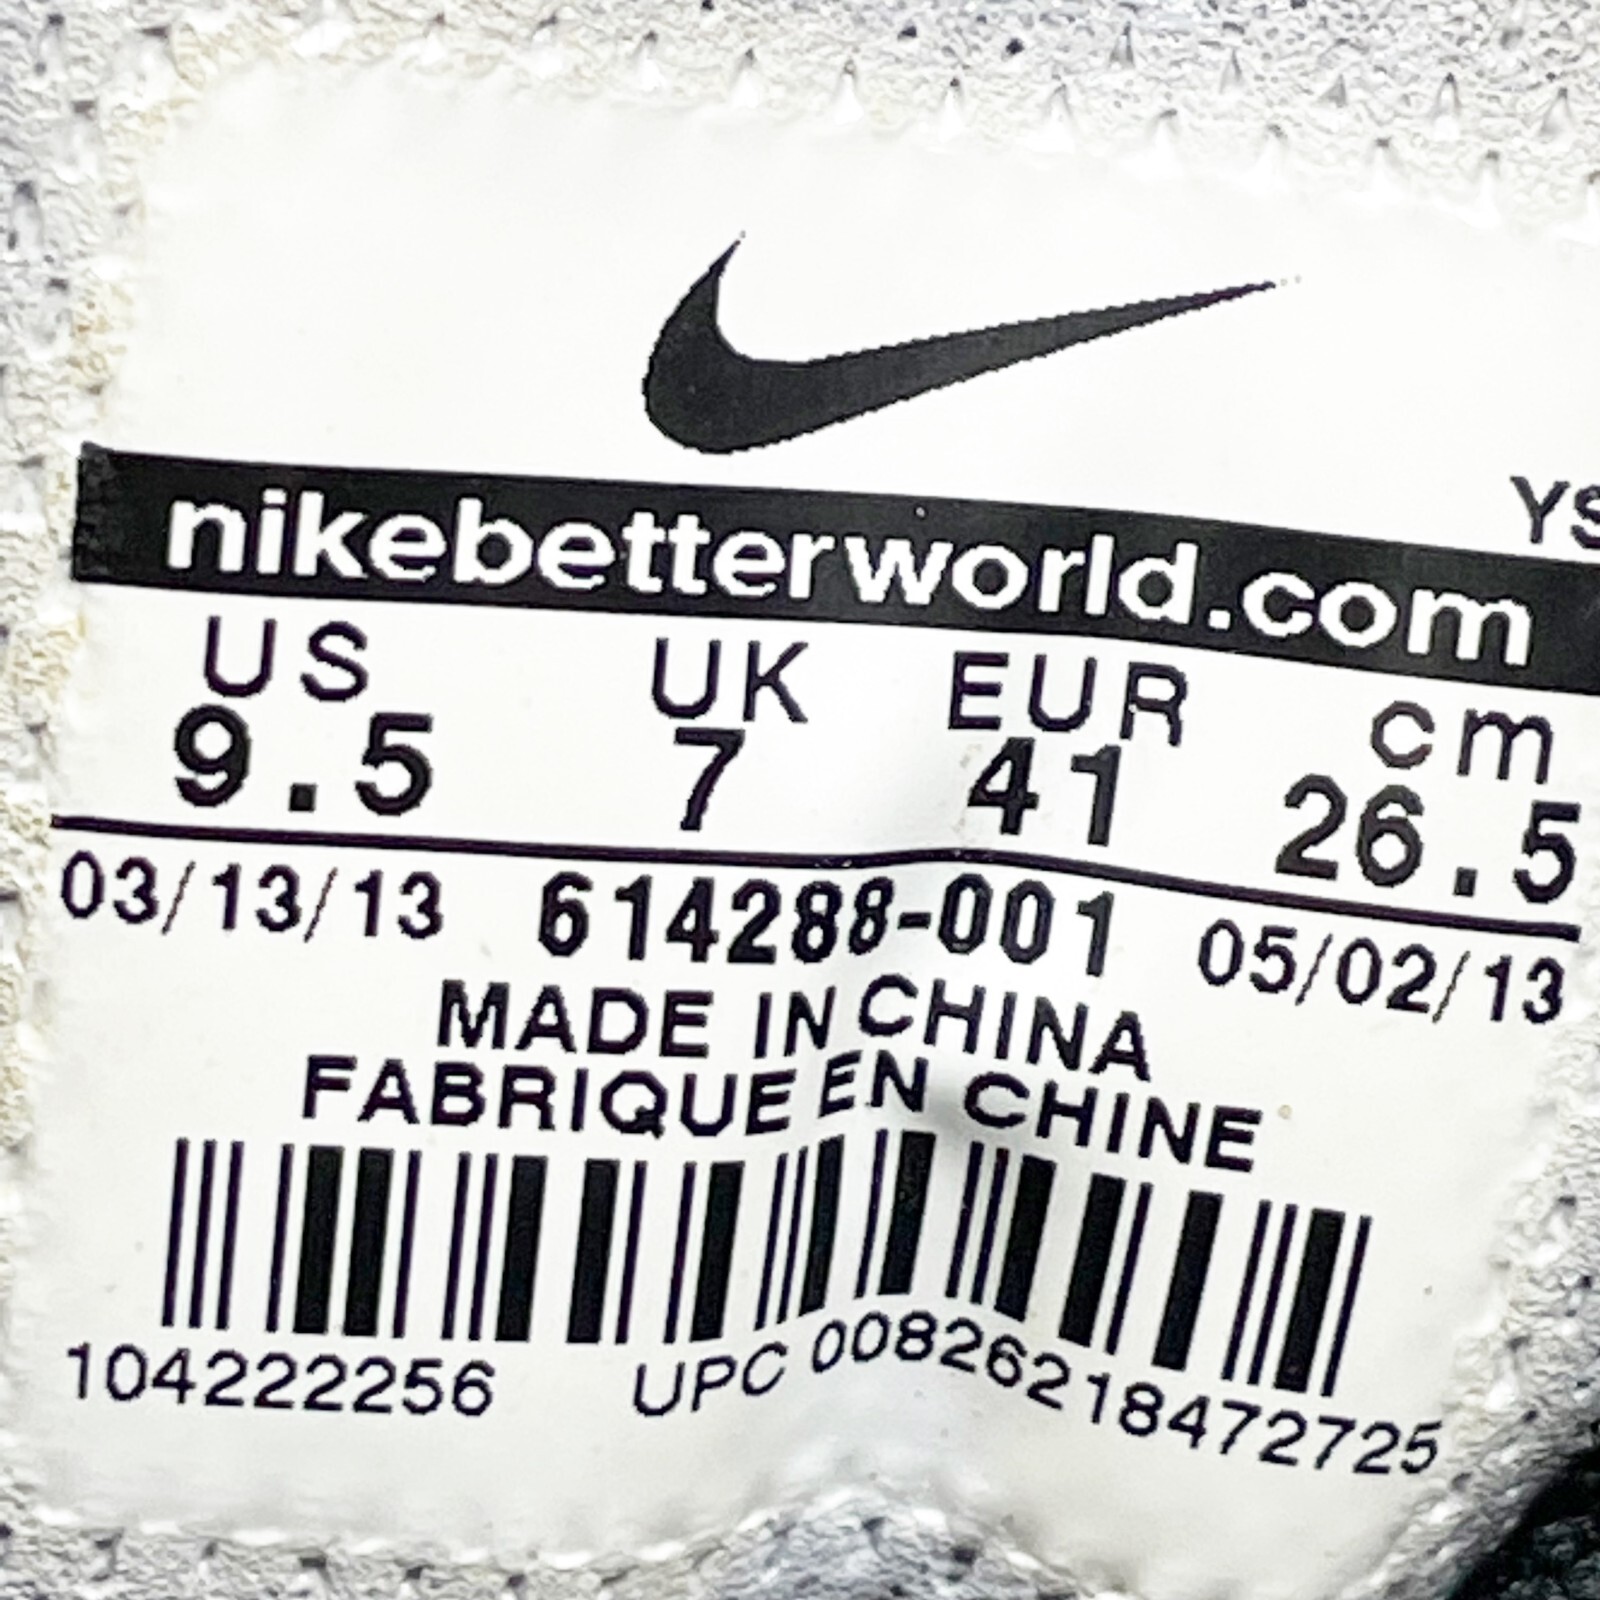 YS
nikebetterworld.com
US UK EUR cm
9.5 7 41 26.5
03/13/13 614288-001 05/02/13
MADE IN CHINA
FABRIQUE EN CHINE
104222256 UPC 00826218472725